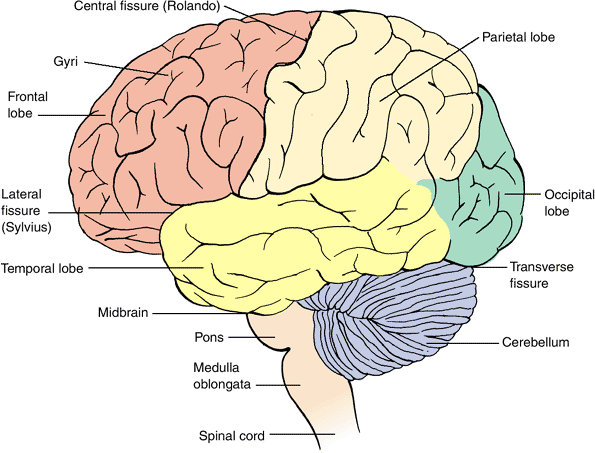 Central fissure (Rolando)
Parietal lobe
Gyri
Frontal
lobe
Lateral
fissure
(Sylvius)
Occipital
lobe
Temporal lobe
Transverse
fissure
Midbrain
Pons
Cerebellum
Medulla
oblongata
Spinal cord